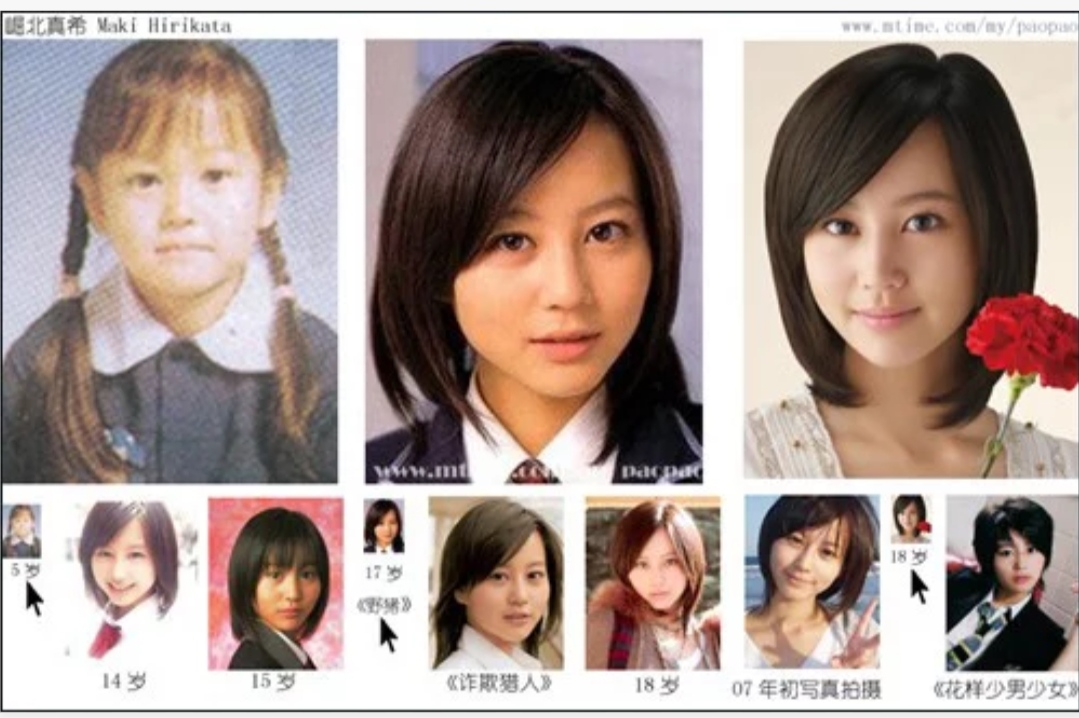 崛北真希 Maki Hirikata
www.mtime.com/my/paopao
5岁
14岁
15岁
17岁
《野猪》
《诈欺猎人》
18岁
07年初写真拍摄
18岁
《花样少男少女》